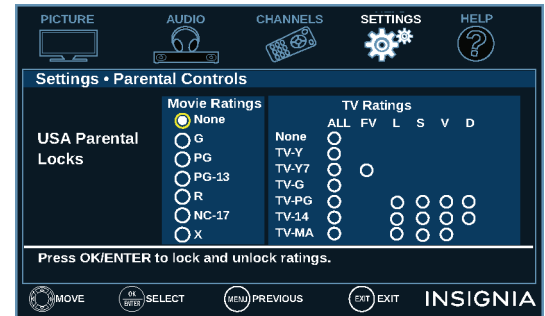 PICTURE AUDIO CHANNELS SETTINGS HELP
Settings • Parental Controls
USA Parental
Locks
Movie Ratings
None
G
PG
PG-13
R
NC-17
X
TV Ratings
ALL FV L S V D
None
TV-Y
TV-Y7
TV-G
TV-PG
TV-14
TV-MA
Press OK/ENTER to lock and unlock ratings.
MOVE OK/ENTER SELECT MENU PREVIOUS EXIT EXIT INSIGNIA